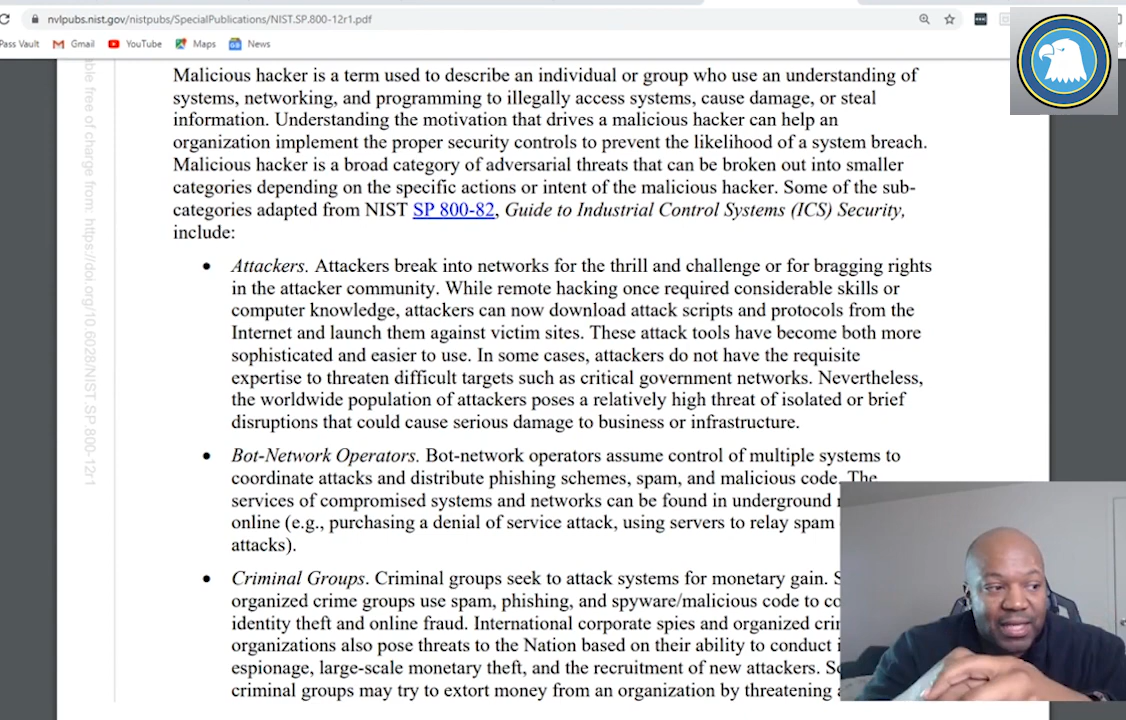 nvlpubs.nist.gov/nistpubs/SpecialPublications/NIST.SP.800-12r1.pdf
Pass Vault Gmail YouTube Maps News
Malicious hacker is a term used to describe an individual or group who use an understanding of
systems, networking, and programming to illegally access systems, cause damage, or steal
information. Understanding the motivation that drives a malicious hacker can help an
organization implement the proper security controls to prevent the likelihood of a system breach.
Malicious hacker is a broad category of adversarial threats that can be broken out into smaller
categories depending on the specific actions or intent of the malicious hacker. Some of the sub-
categories adapted from NIST SP 800-82, Guide to Industrial Control Systems (ICS) Security,
include:
• Attackers. Attackers break into networks for the thrill and challenge or for bragging rights
in the attacker community. While remote hacking once required considerable skills or
computer knowledge, attackers can now download attack scripts and protocols from the
Internet and launch them against victim sites. These attack tools have become both more
sophisticated and easier to use. In some cases, attackers do not have the requisite
expertise to threaten difficult targets such as critical government networks. Nevertheless,
the worldwide population of attackers poses a relatively high threat of isolated or brief
disruptions that could cause serious damage to business or infrastructure.
• Bot-Network Operators. Bot-network operators assume control of multiple systems to
coordinate attacks and distribute phishing schemes, spam, and malicious code. The
services of compromised systems and networks can be found in underground
online (e.g., purchasing a denial of service attack, using servers to relay spam
attacks).
• Criminal Groups. Criminal groups seek to attack systems for monetary gain.
organized crime groups use spam, phishing, and spyware/malicious code to
identity theft and online fraud. International corporate spies and organized
organizations also pose threats to the Nation based on their ability to conduct
espionage, large-scale monetary theft, and the recruitment of new attackers.
criminal groups may try to extort money from an organization by threatening
able free of charge from: https://doi.org/10.6028/NIST.SP.800-12r1